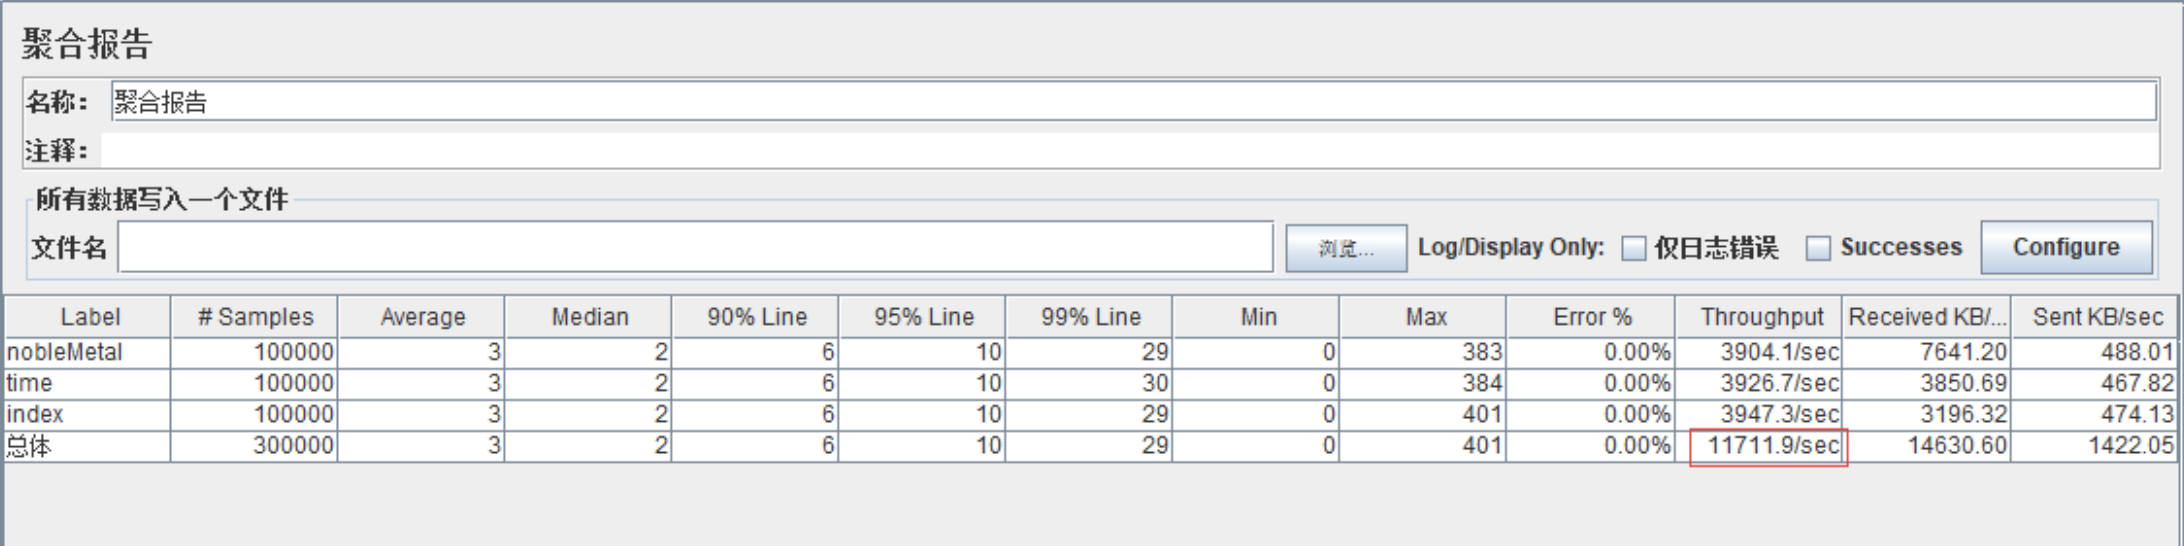 聚合报告
名称： 聚合报告
注释：
所有数据写入一个文件
文件名 浏览... Log/Display Only: 仅日志错误 Successes Configure
Label # Samples Average Median 90% Line 95% Line 99% Line Min Max Error % Throughput Received KB/... Sent KB/sec
nobleMetal 100000 3 2 6 10 29 0 383 0.00% 3904.1/sec 7641.20 488.01
time 100000 3 2 6 10 30 0 384 0.00% 3926.7/sec 3850.69 467.82
index 100000 3 2 6 10 29 0 401 0.00% 3947.3/sec 3196.32 474.13
总体 300000 3 2 6 10 29 0 401 0.00% 11711.9/sec 14630.60 1422.05